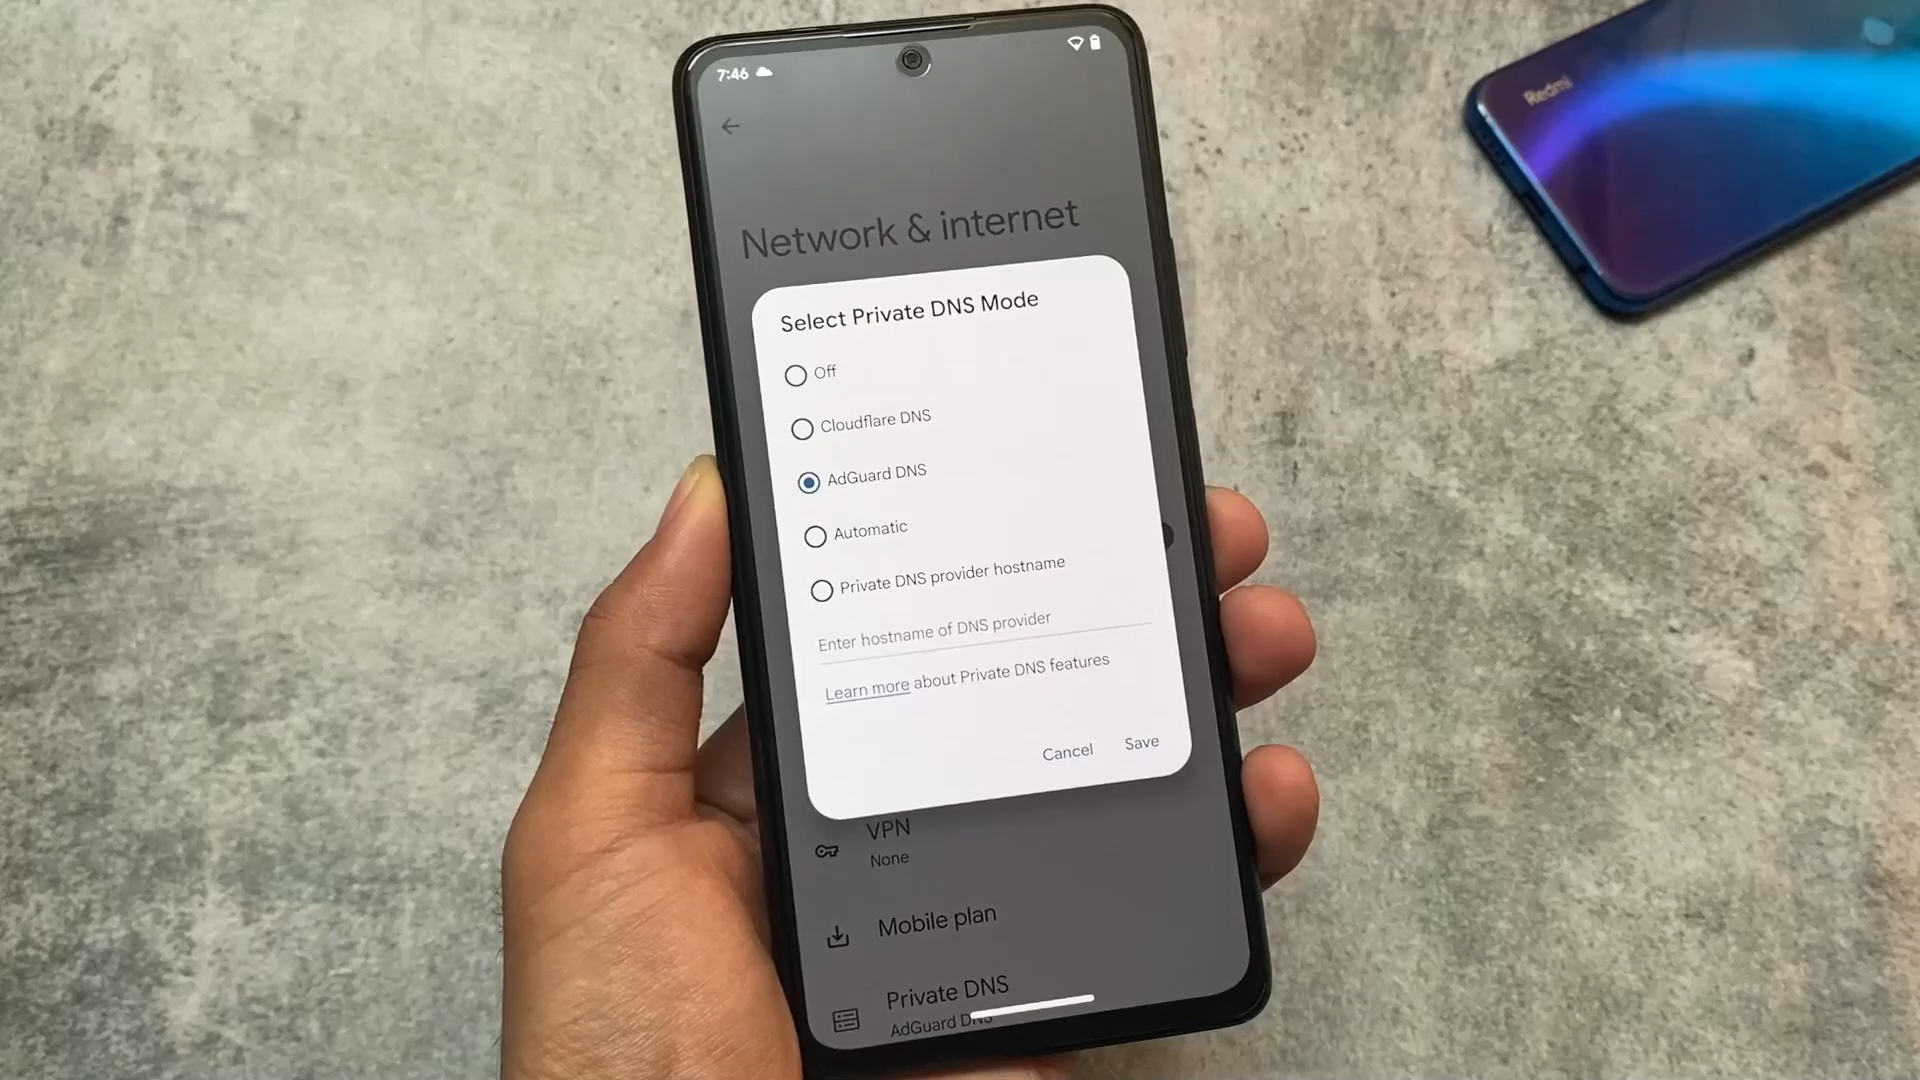 7:46
Redmi
Network & internet
Select Private DNS Mode
Off
Cloudflare DNS
AdGuard DNS
Automatic
Private DNS provider hostname
Enter hostname of DNS provider
Learn more about Private DNS features
Cancel
Save
VPN
None
Mobile plan
Private DNS
AdGuard DNS